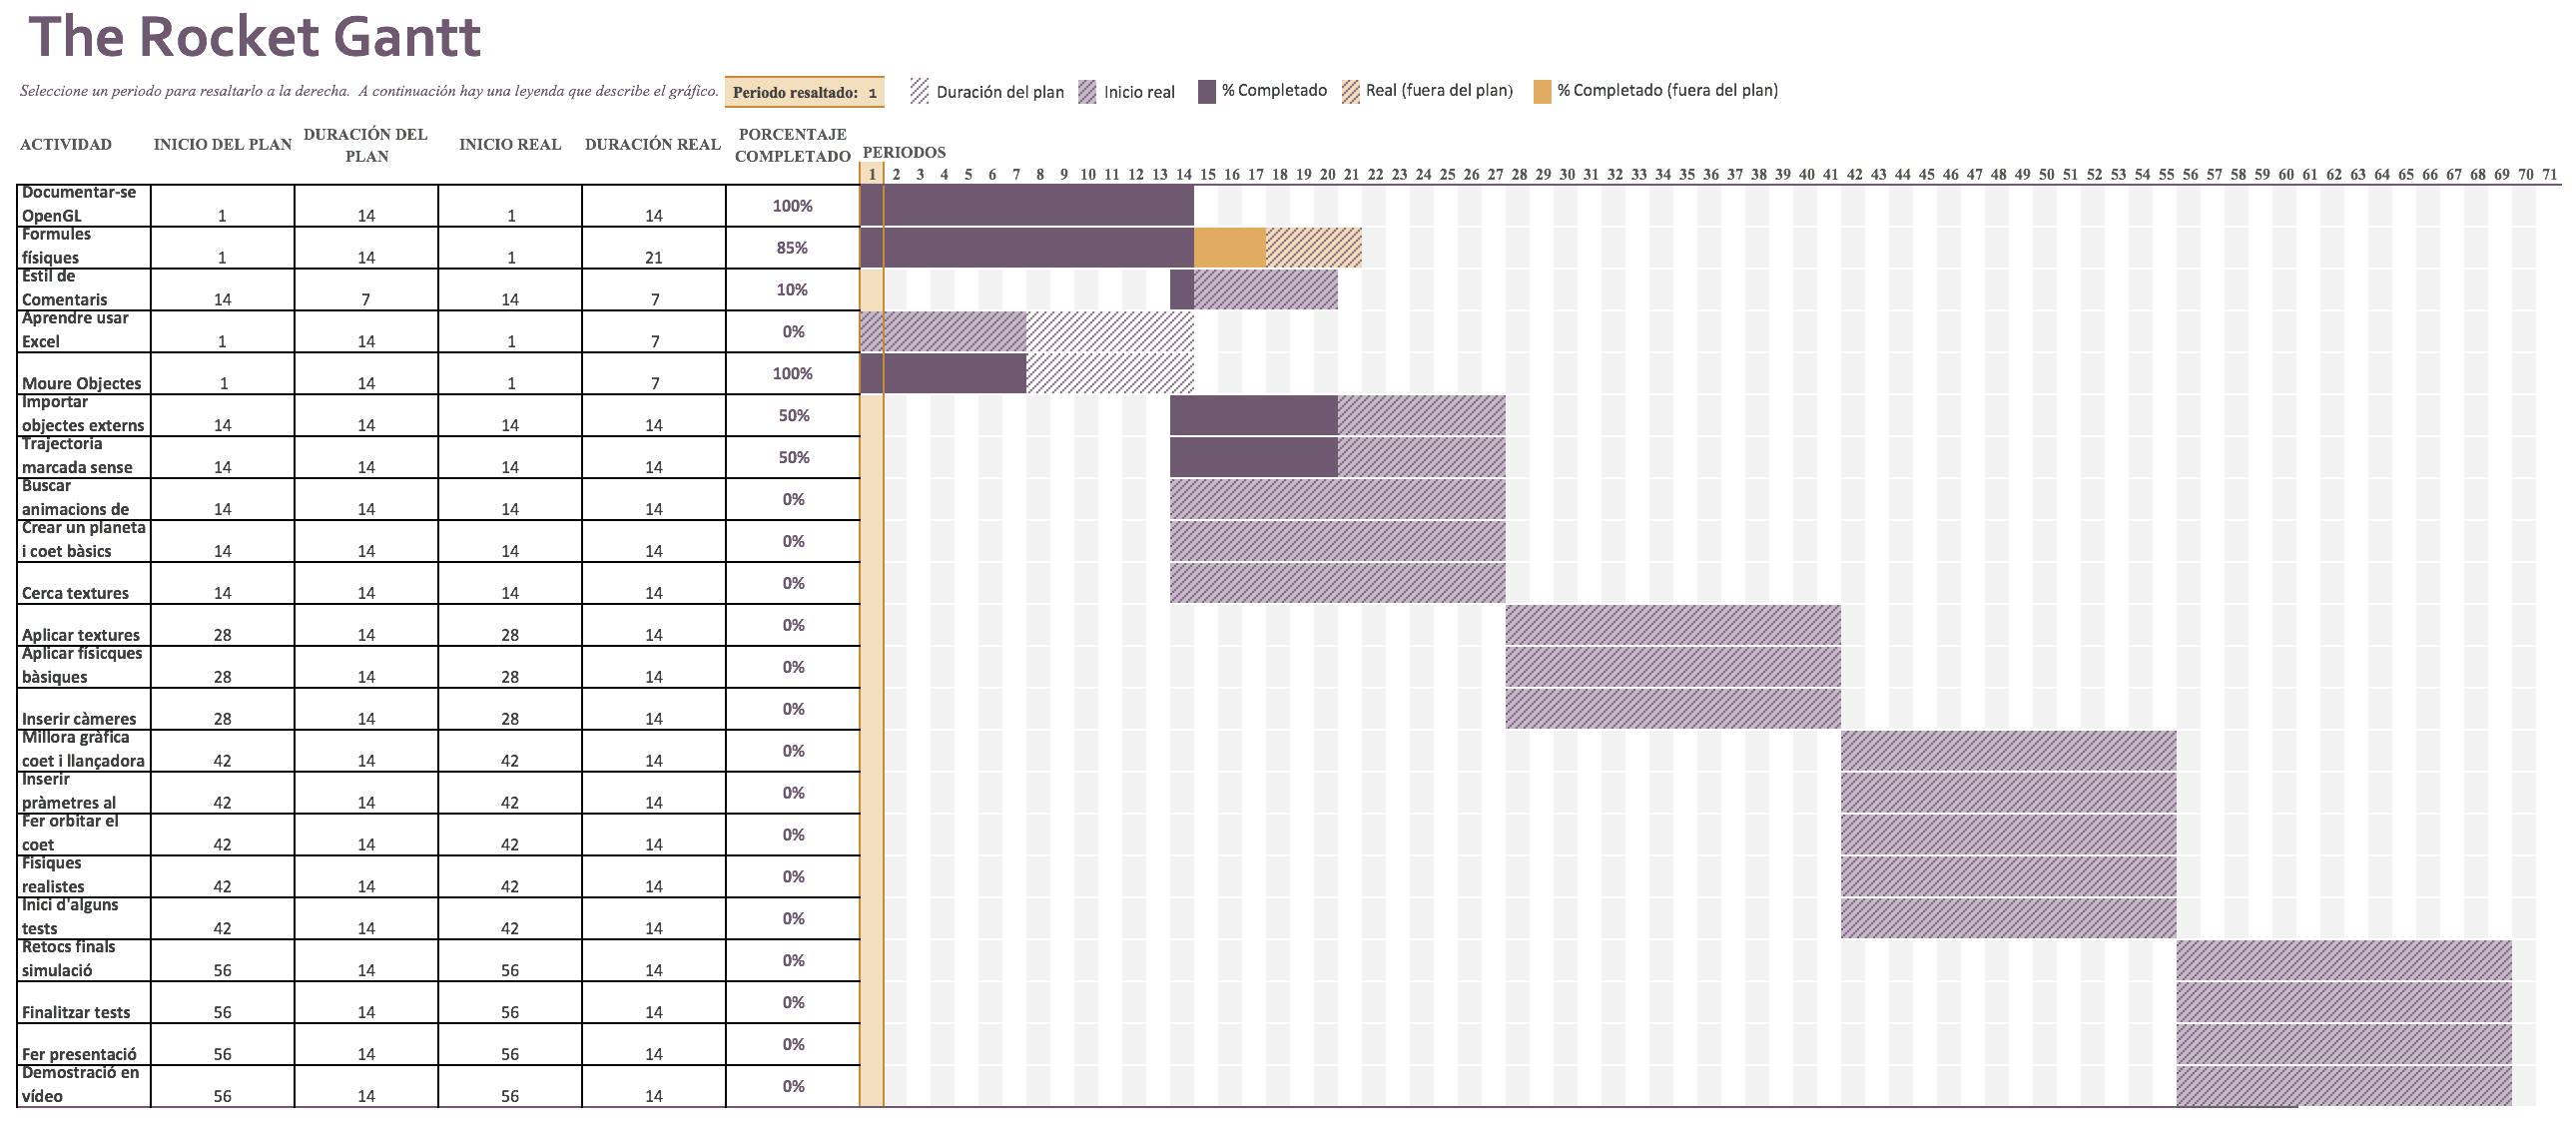 The Rocket Gantt
Seleccione un periodo para resaltarlo a la derecha. A continuación hay una leyenda que describe el gráfico. Periodo resaltado: 1 Duración del plan Inicio real % Completado Real (fuera del plan) % Completado (fuera del plan)
ACTIVIDAD INICIO DEL PLAN DURACIÓN DEL PLAN INICIO REAL DURACIÓN REAL PORCENTAJE COMPLETADO PERIODOS
1 2 3 4 5 6 7 8 9 10 11 12 13 14 15 16 17 18 19 20 21 22 23 24 25 26 27 28 29 30 31 32 33 34 35 36 37 38 39 40 41 42 43 44 45 46 47 48 49 50 51 52 53 54 55 56 57 58 59 60 61 62 63 64 65 66 67 68 69 70 71
Documentar-se
OpenGL 1 14 1 14 100%
Formules
físiques 1 14 1 21 85%
Estil de
Comentaris 14 7 14 7 10%
Aprendre usar
Excel 1 14 1 7 0%
Moure Objectes 1 14 1 7 100%
Importar
objectes externs 14 14 14 14 50%
Trajectoria
marcada sense 14 14 14 14 50%
Buscar
animacions de 14 14 14 14 0%
Crear un planeta
i coet bàsics 14 14 14 14 0%
Cerca textures 14 14 14 14 0%
Aplicar textures 28 14 28 14 0%
Aplicar físicques
bàsiques 28 14 28 14 0%
Inserir càmeres 28 14 28 14 0%
Millora gràfica
coet i llançadora 42 14 42 14 0%
Inserir
pràmetres al 42 14 42 14 0%
Fer orbitar el
coet 42 14 42 14 0%
Físiques
realistes 42 14 42 14 0%
Inici d'alguns
tests 42 14 42 14 0%
Retocs finals
simulació 56 14 56 14 0%
Finalitzar tests 56 14 56 14 0%
Fer presentació 56 14 56 14 0%
Demostració en
vídeo 56 14 56 14 0%